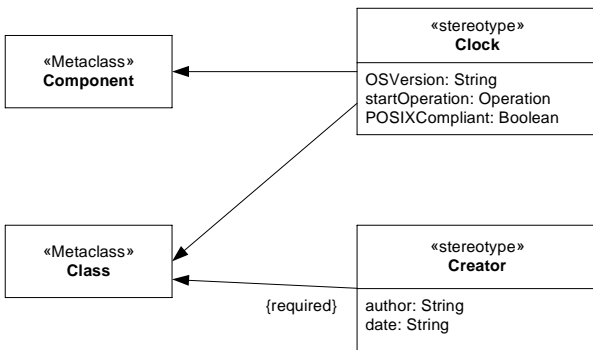 «Metaclass»
Component
«stereotype»
Clock
OSVersion: String
startOperation: Operation
POSIXCompliant: Boolean
«Metaclass»
Class
{required}
«stereotype»
Creator
author: String
date: String